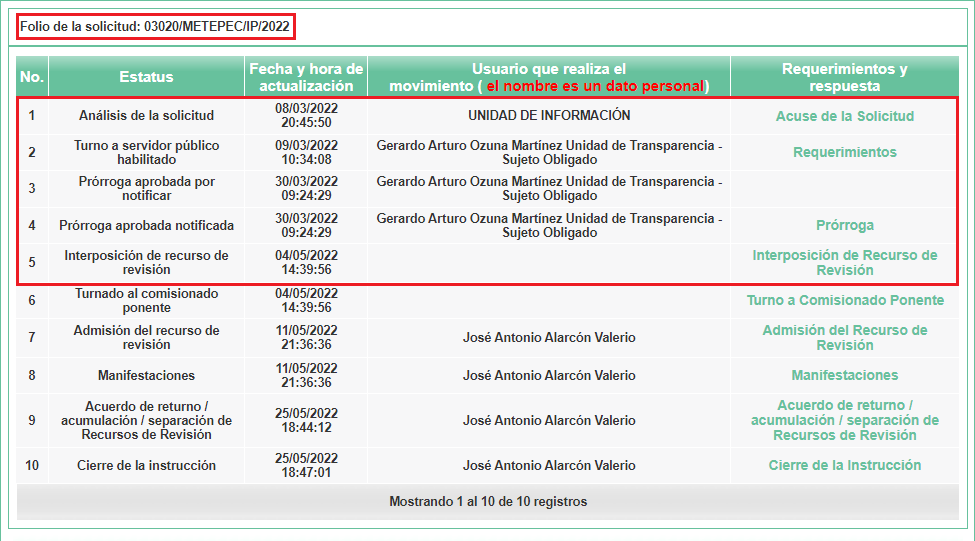 Folio de la solicitud: 03020/METEPEC/IP/2022
No.
Estatus
Fecha y hora de
actualización
Usuario que realiza el
movimiento ( el nombre es un dato personal)
Requerimientos y
respuesta
1
Análisis de la solicitud
08/03/2022
20:45:50
UNIDAD DE INFORMACIÓN
Acuse de la Solicitud
2
Turno a servidor público
habilitado
09/03/2022
10:34:08
Gerardo Arturo Ozuna Martínez Unidad de Transparencia -
Sujeto Obligado
Requerimientos
3
Prórroga aprobada por
notificar
30/03/2022
09:24:29
Gerardo Arturo Ozuna Martínez Unidad de Transparencia -
Sujeto Obligado
4
Prórroga aprobada notificada
30/03/2022
09:24:29
Gerardo Arturo Ozuna Martínez Unidad de Transparencia -
Sujeto Obligado
Prórroga
5
Interposición de recurso de
revisión
04/05/2022
14:39:56
Interposición de Recurso de
Revisión
6
Turnado al comisionado
ponente
04/05/2022
14:39:56
Turno a Comisionado Ponente
7
Admisión del recurso de
revisión
11/05/2022
21:36:36
José Antonio Alarcón Valerio
Admisión del Recurso de
Revisión
8
Manifestaciones
11/05/2022
21:36:36
José Antonio Alarcón Valerio
Manifestaciones
9
Acuerdo de returno /
acumulación / separación de
Recursos de Revisión
25/05/2022
18:44:12
José Antonio Alarcón Valerio
Acuerdo de returno /
acumulación / separación de
Recursos de Revisión
10
Cierre de la instrucción
25/05/2022
18:47:01
José Antonio Alarcón Valerio
Cierre de la Instrucción
Mostrando 1 al 10 de 10 registros